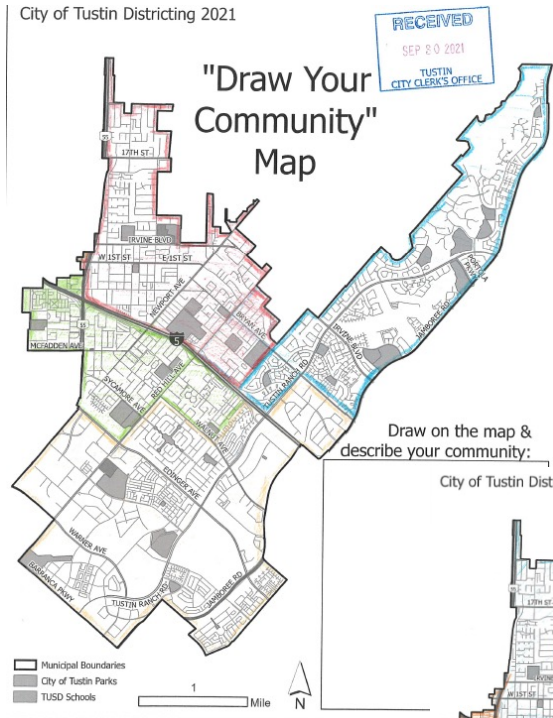 City of Tustin Districting 2021
RECEIVED
SEP 20 2021
TUSTIN
CITY CLERK'S OFFICE
"Draw Your
Community"
Map
55
17TH ST
IRVINE BLVD
W 1ST ST
E 1ST ST
NEWPORT AVE
BRYAN AVE
PORTOLA
PKWY
JAMBOREE RD
IRVINE BLVD
5
55
MCFADDEN AVE
RED HILL AVE
TUSTIN RANCH RD
SYCAMORE AVE
EDINGER AVE
WARNER AVE
BARRANCA PKWY
TUSTIN RANCH RD
JAMBOREE RD
Draw on the map &
describe your community:
City of Tustin Dist
17TH ST
W 1ST ST
Municipal Boundaries
City of Tustin Parks
TUSD Schools
1
Mile
N